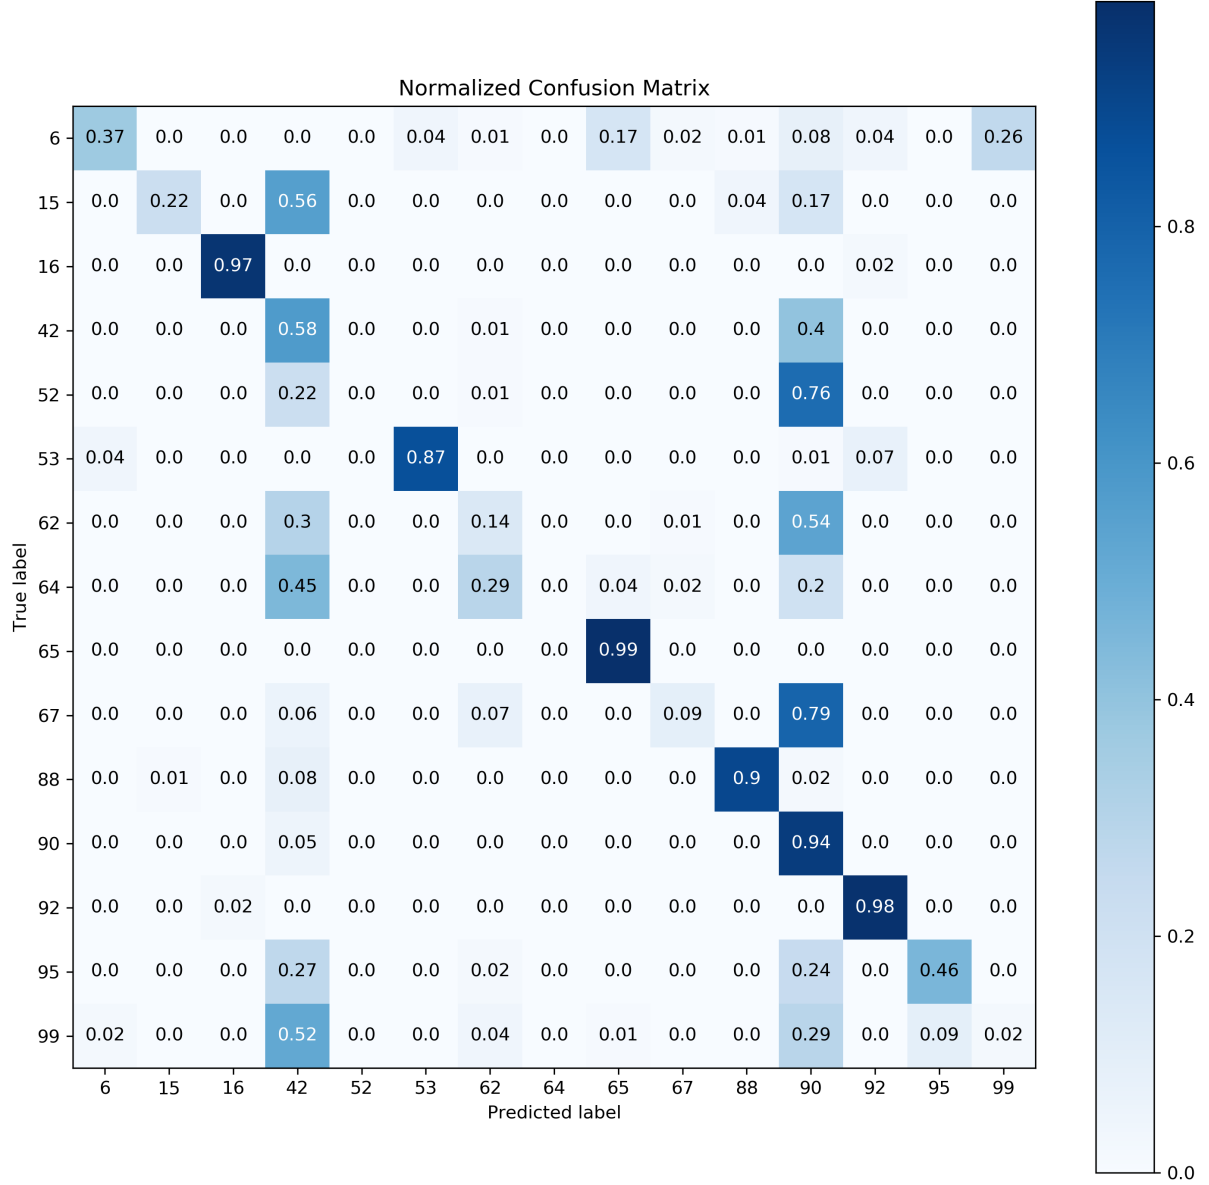 Normalized Confusion Matrix
6 0.37 0.0 0.0 0.0 0.0 0.04 0.01 0.0 0.17 0.02 0.01 0.08 0.04 0.0 0.26
15 0.0 0.22 0.0 0.56 0.0 0.0 0.0 0.0 0.0 0.0 0.04 0.17 0.0 0.0 0.0
16 0.0 0.0 0.97 0.0 0.0 0.0 0.0 0.0 0.0 0.0 0.0 0.0 0.02 0.0 0.0
42 0.0 0.0 0.0 0.58 0.0 0.0 0.01 0.0 0.0 0.0 0.0 0.4 0.0 0.0 0.0
52 0.0 0.0 0.0 0.22 0.0 0.0 0.01 0.0 0.0 0.0 0.0 0.76 0.0 0.0 0.0
53 0.04 0.0 0.0 0.0 0.0 0.87 0.0 0.0 0.0 0.0 0.0 0.01 0.07 0.0 0.0
62 0.0 0.0 0.0 0.3 0.0 0.0 0.14 0.0 0.0 0.01 0.0 0.54 0.0 0.0 0.0
64 0.0 0.0 0.0 0.45 0.0 0.0 0.29 0.0 0.04 0.02 0.0 0.2 0.0 0.0 0.0
65 0.0 0.0 0.0 0.0 0.0 0.0 0.0 0.0 0.99 0.0 0.0 0.0 0.0 0.0 0.0
67 0.0 0.0 0.0 0.06 0.0 0.0 0.07 0.0 0.0 0.09 0.0 0.79 0.0 0.0 0.0
88 0.0 0.01 0.0 0.08 0.0 0.0 0.0 0.0 0.0 0.0 0.9 0.02 0.0 0.0 0.0
90 0.0 0.0 0.0 0.05 0.0 0.0 0.0 0.0 0.0 0.0 0.0 0.94 0.0 0.0 0.0
92 0.0 0.0 0.02 0.0 0.0 0.0 0.0 0.0 0.0 0.0 0.0 0.0 0.98 0.0 0.0
95 0.0 0.0 0.0 0.27 0.0 0.0 0.02 0.0 0.0 0.0 0.0 0.24 0.0 0.46 0.0
99 0.02 0.0 0.0 0.52 0.0 0.0 0.04 0.0 0.01 0.0 0.0 0.29 0.0 0.09 0.02
6 15 16 42 52 53 62 64 65 67 88 90 92 95 99
Predicted label
True label
0.8
0.6
0.4
0.2
0.0